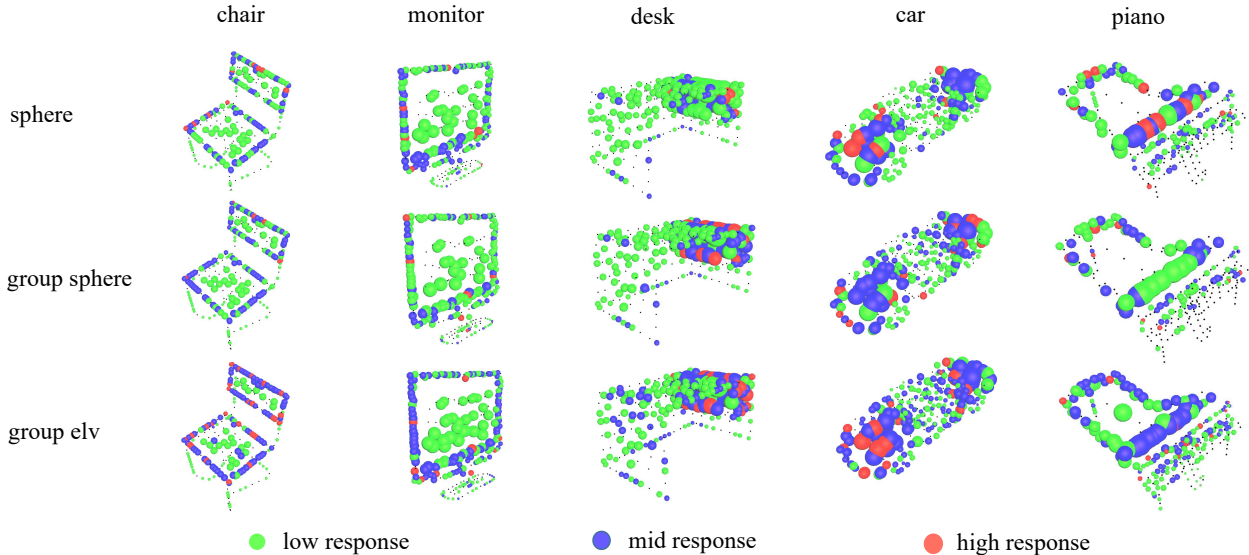 chair monitor desk car piano
sphere
group sphere
group elv
low response mid response high response